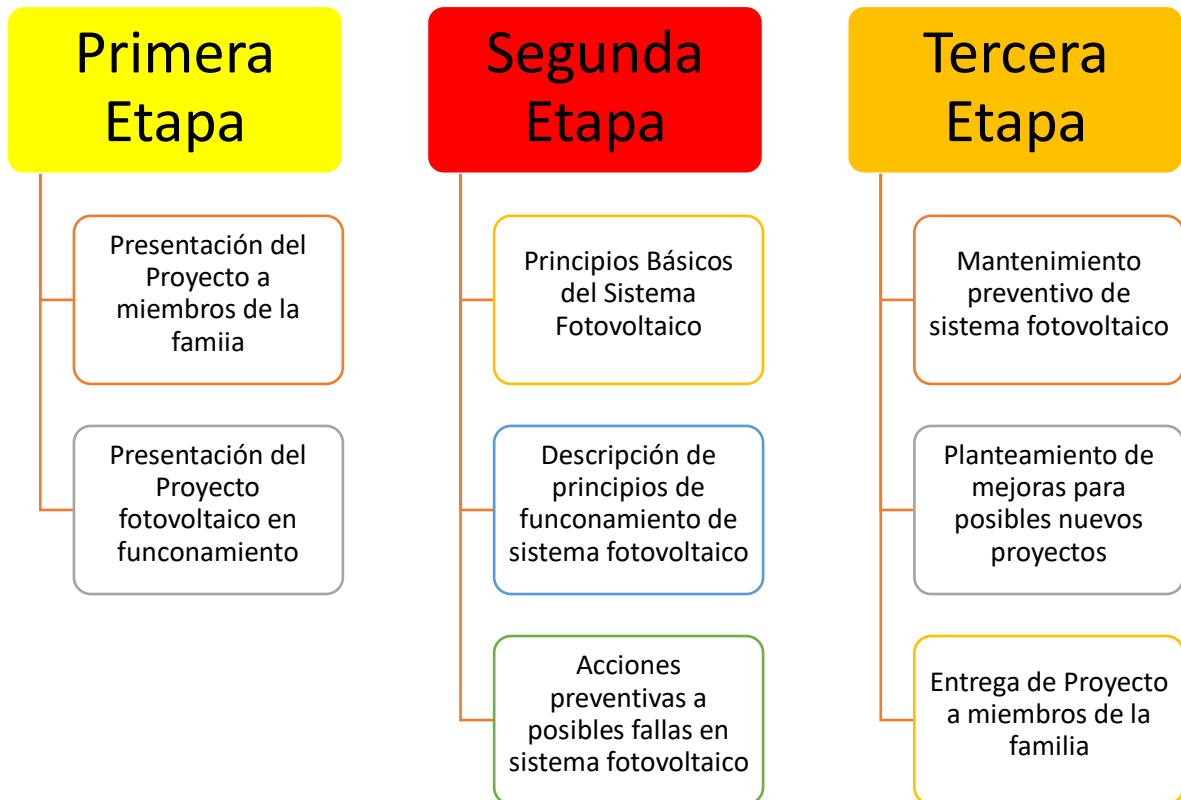 Primera
Etapa
Presentación del
Proyecto a
miembros de la
famiia
Presentación del
Proyecto
fotovoltaico en
funconamiento
Segunda
Etapa
Principios Básicos
del Sistema
Fotovoltaico
Descripción de
principios de
funconamiento de
sistema fotovoltaico
Acciones
preventivas a
posibles fallas en
sistema fotovoltaico
Tercera
Etapa
Mantenimiento
preventivo de
sistema fotovoltaico
Planteamiento de
mejoras para
posibles nuevos
proyectos
Entrega de Proyecto
a miembros de la
familia